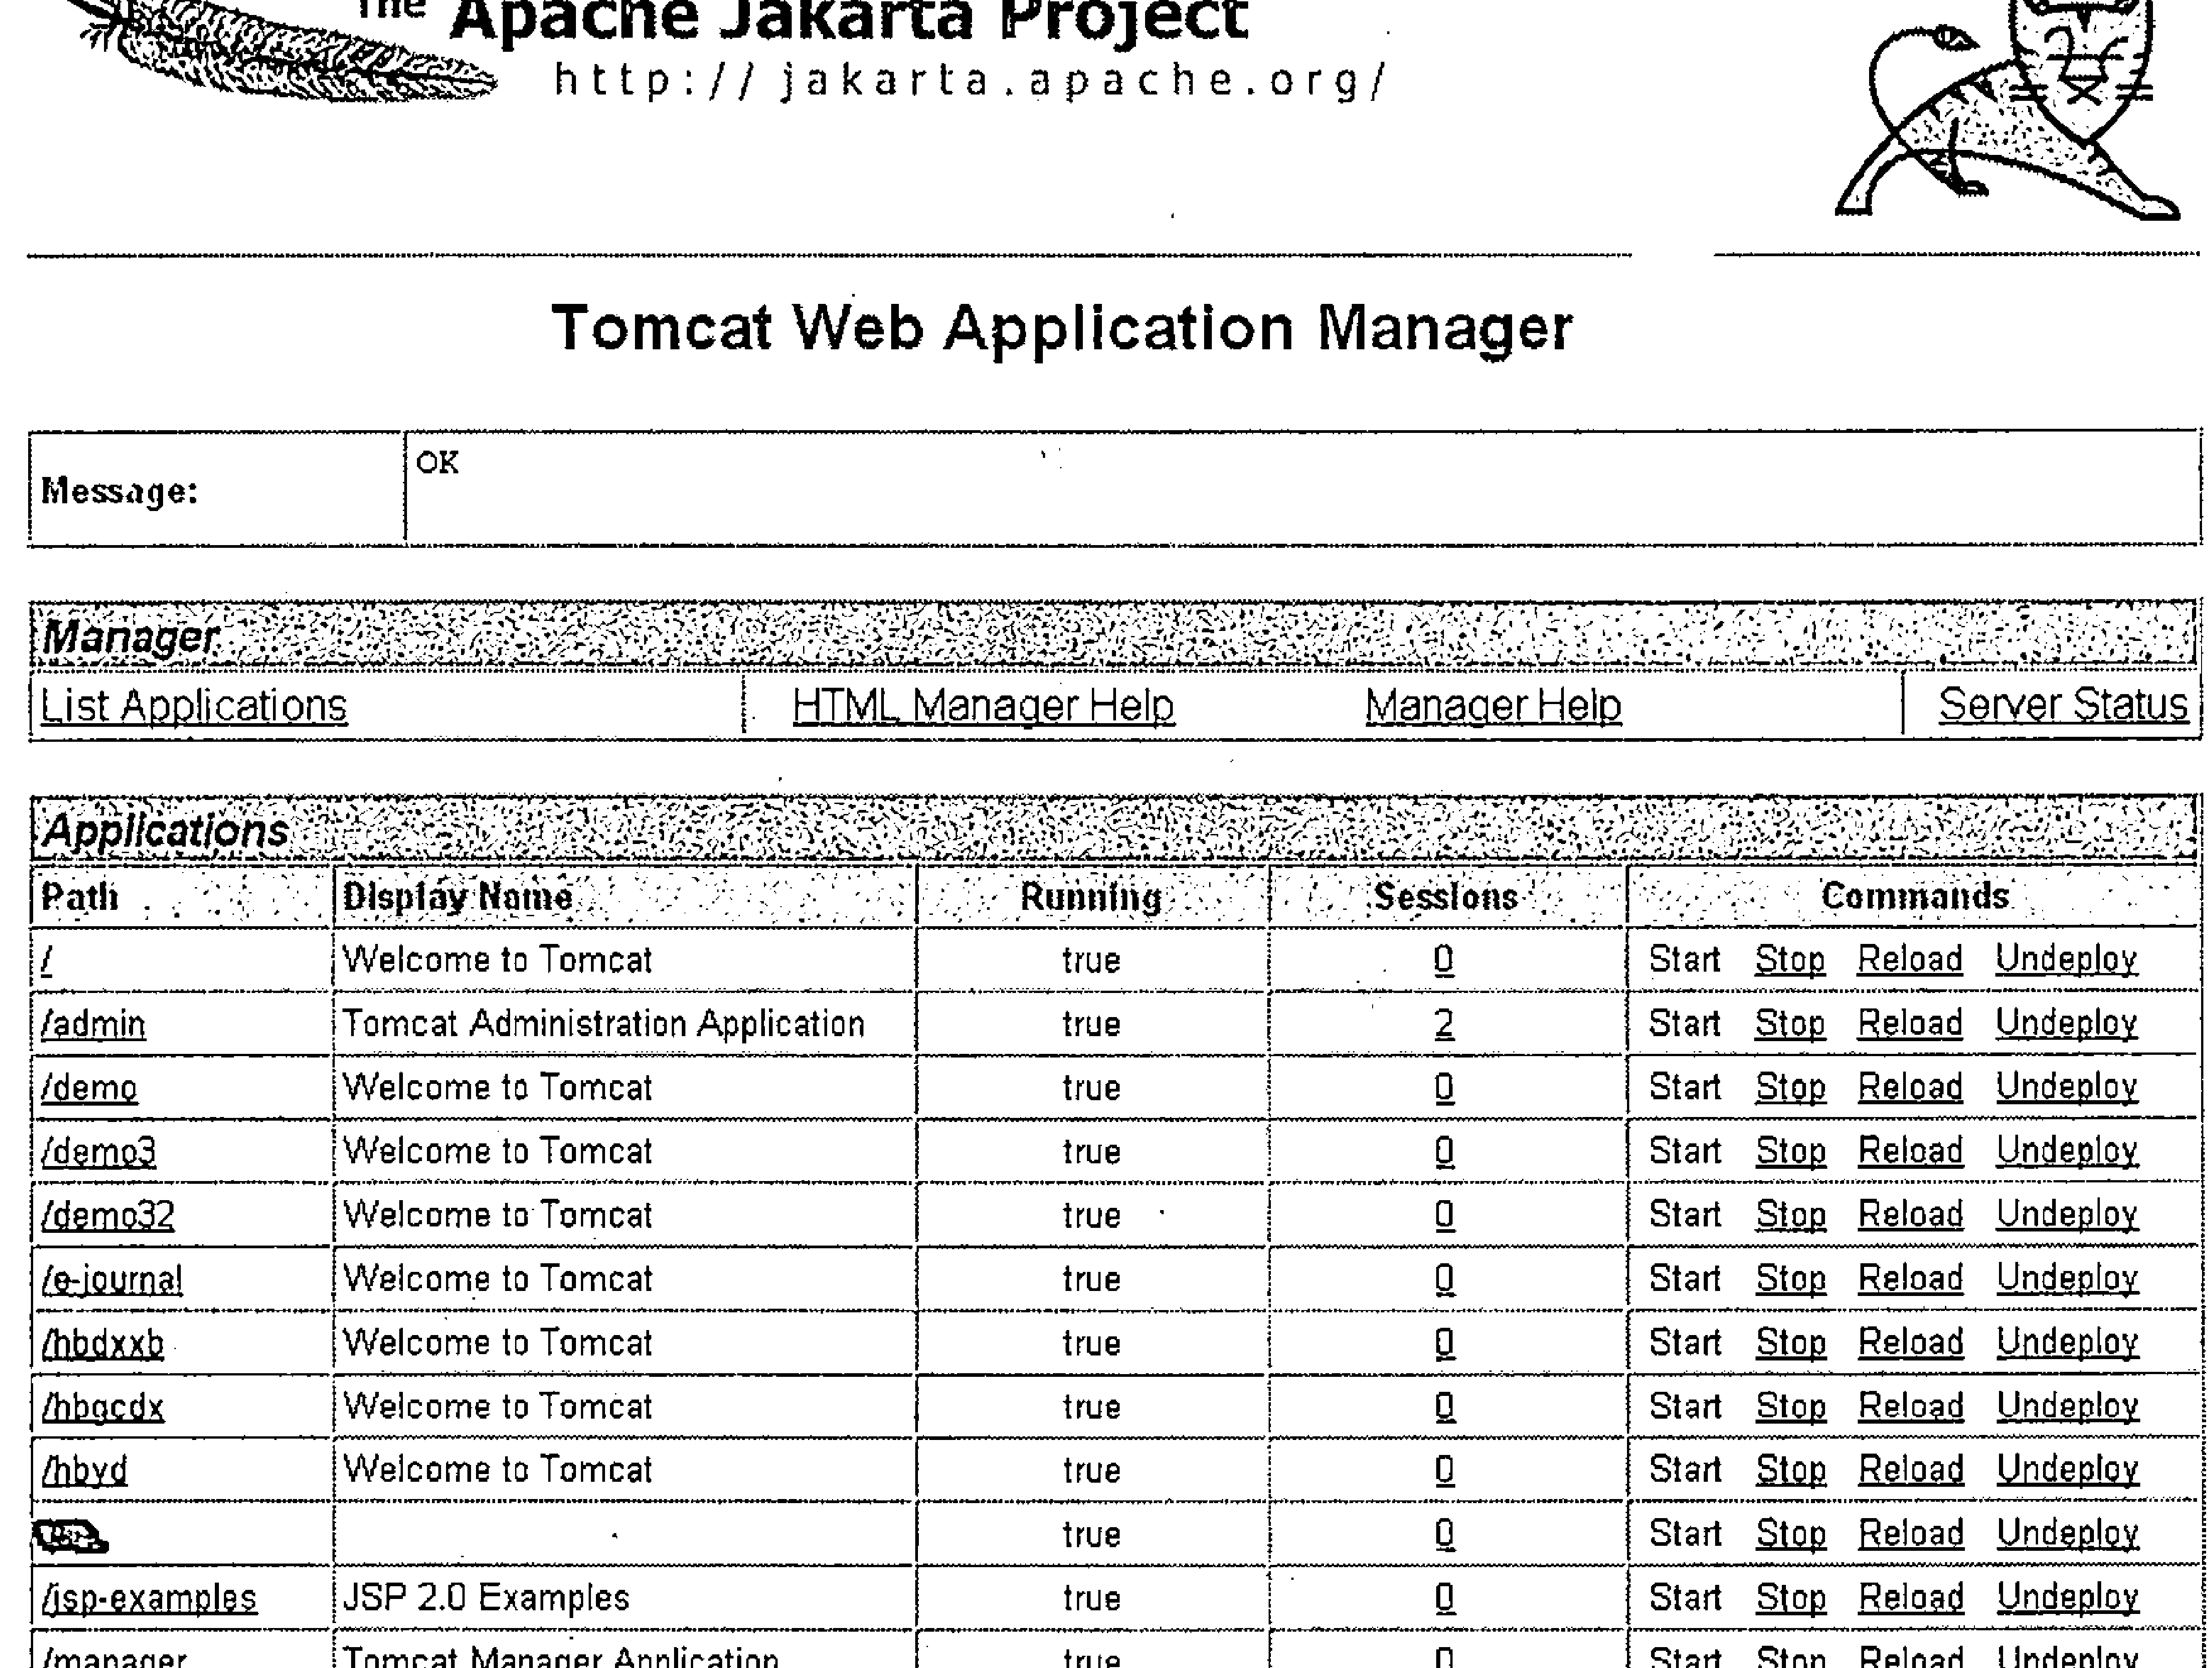 The Apache Jakarta Project
http://jakarta.apache.org/
Tomcat Web Application Manager
Message: OK
Manager
List Applications HTML Manager Help Manager Help Server Status
Applications
Path Display Name Running Sessions Commands
/ Welcome to Tomcat true 0 Start Stop Reload Undeploy
/admin Tomcat Administration Application true 2 Start Stop Reload Undeploy
/demo Welcome to Tomcat true 0 Start Stop Reload Undeploy
/demo3 Welcome to Tomcat true 0 Start Stop Reload Undeploy
/demo32 Welcome to Tomcat true 0 Start Stop Reload Undeploy
/e-journal Welcome to Tomcat true 0 Start Stop Reload Undeploy
/hbdxxb Welcome to Tomcat true 0 Start Stop Reload Undeploy
/hbgcdx Welcome to Tomcat true 0 Start Stop Reload Undeploy
/hbyd Welcome to Tomcat true 0 Start Stop Reload Undeploy
true 0 Start Stop Reload Undeploy
/jsp-examples JSP 2.0 Examples true 0 Start Stop Reload Undeploy
/manager Tomcat Manager Application true 0 Start Stop Reload Undeploy